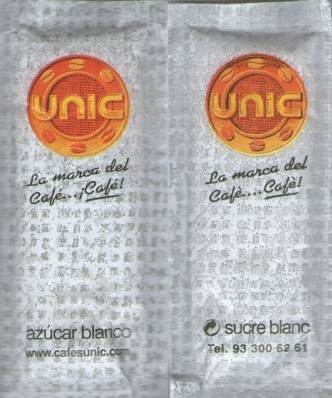 unic
La marca del
Café...¡Café!
azúcar blanco
www.cafesunic.com
unic
La marca del
Café....Café!
sucre blanc
Tel. 93 300 62 61